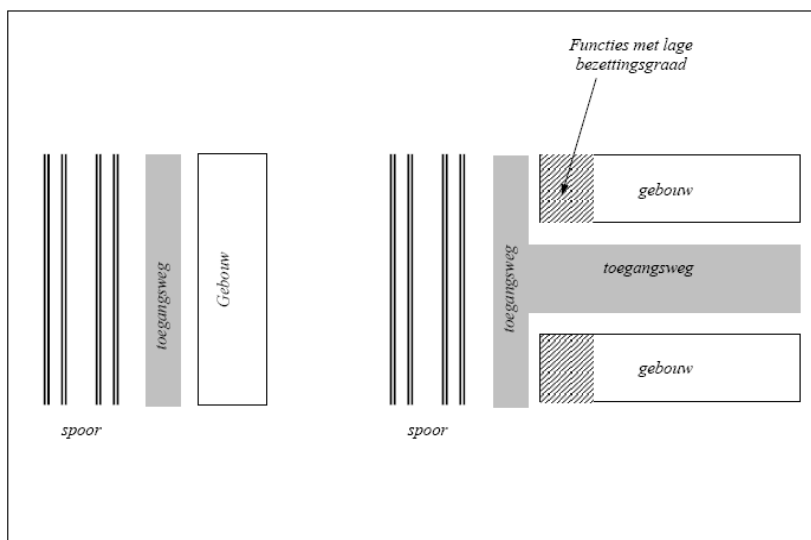 Functies met lage
bezettingsgraad
toegangsweg
Gebouw
spoor
toegangsweg
gebouw
toegangsweg
gebouw
spoor